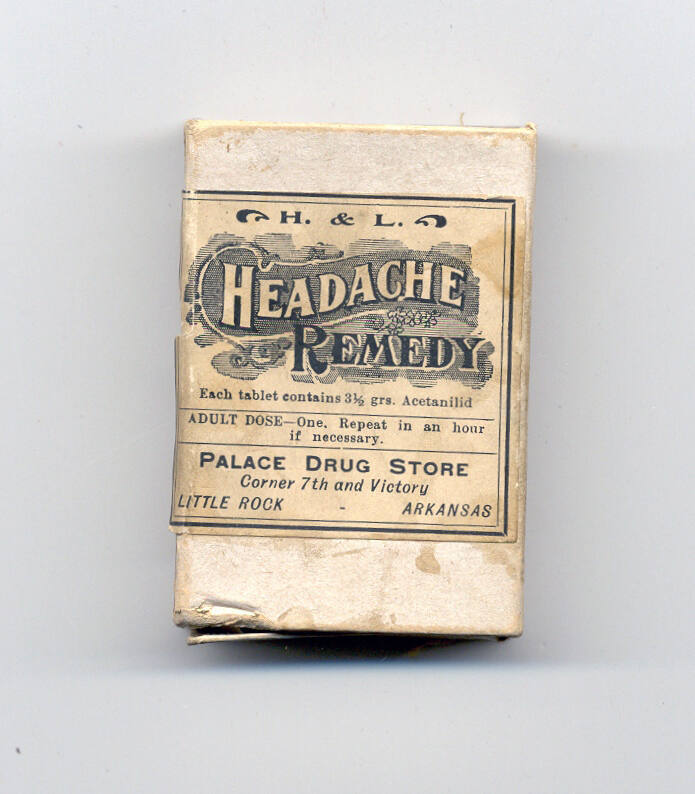 H. & L.
HEADACHE
REMEDY
Each tablet contains 3½ grs. Acetanilid
ADULT DOSE—One. Repeat in an hour
if necessary.
PALACE DRUG STORE
Corner 7th and Victory
LITTLE ROCK - ARKANSAS